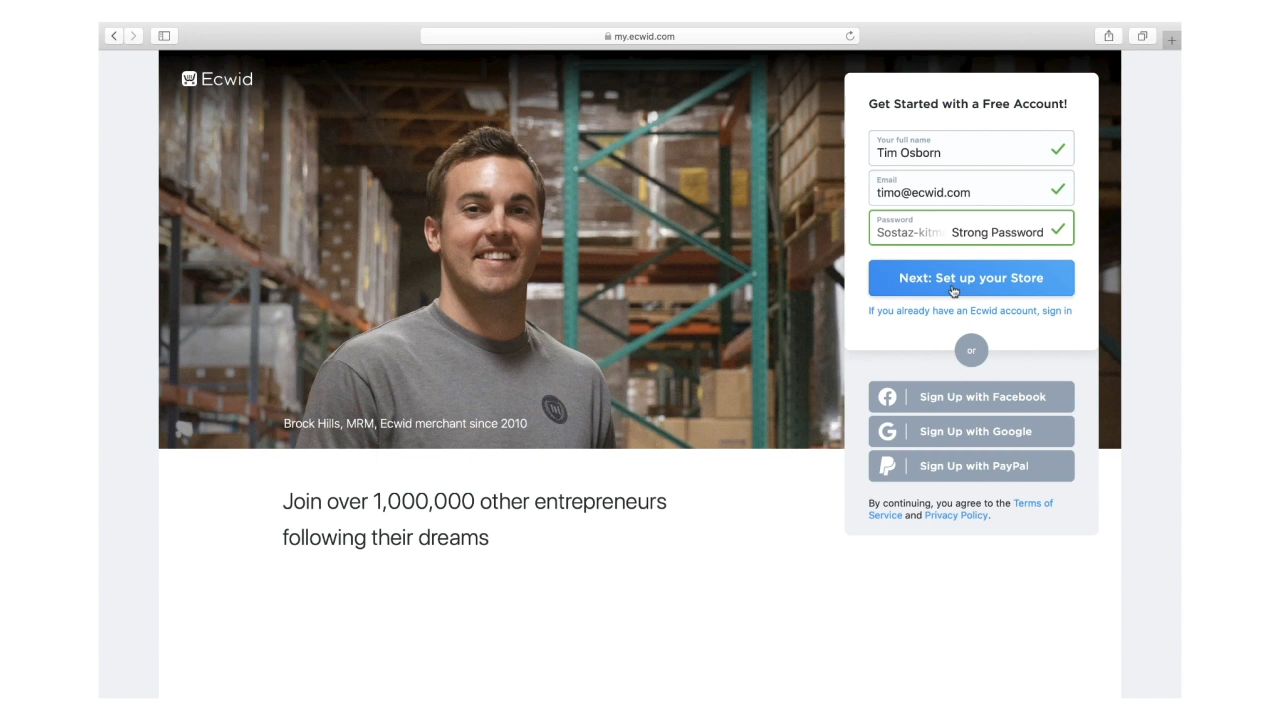 my.ecwid.com
Ecwid
Get Started with a Free Account!
Your full name
Tim Osborn
Email
timo@ecwid.com
Password
Sostaz-kitm Strong Password
Next: Set up your Store
If you already have an Ecwid account, sign in
or
Sign Up with Facebook
Sign Up with Google
Sign Up with PayPal
By continuing, you agree to the Terms of
Service and Privacy Policy.
Brock Hills, MRM, Ecwid merchant since 2010
Join over 1,000,000 other entrepreneurs
following their dreams